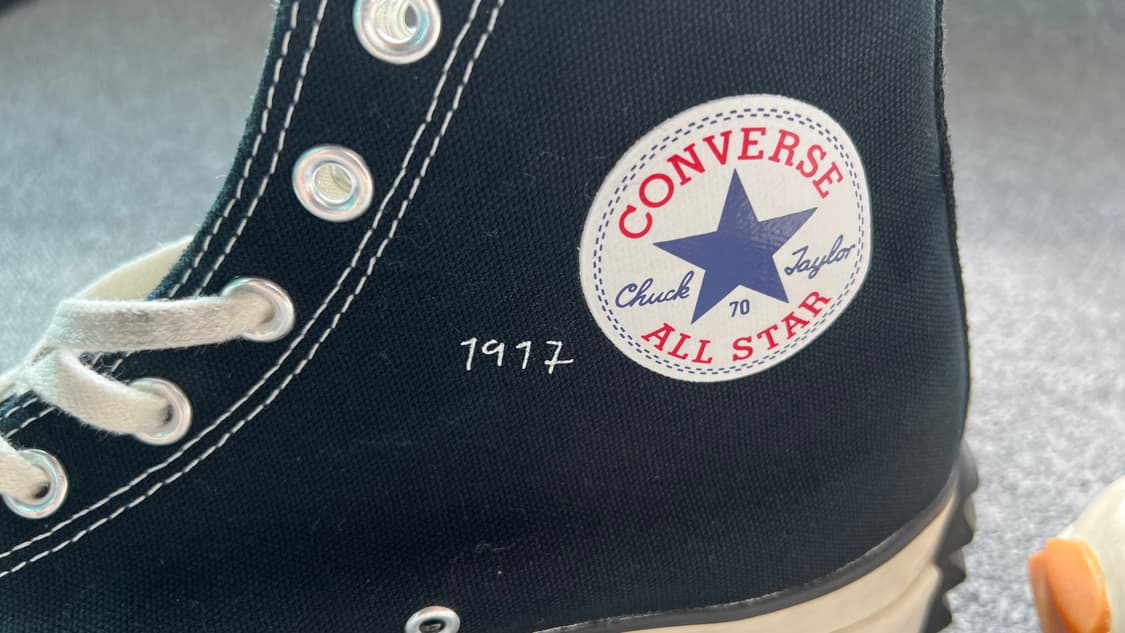 CONVERSE
Chuck Taylor
70
ALL STAR
1917